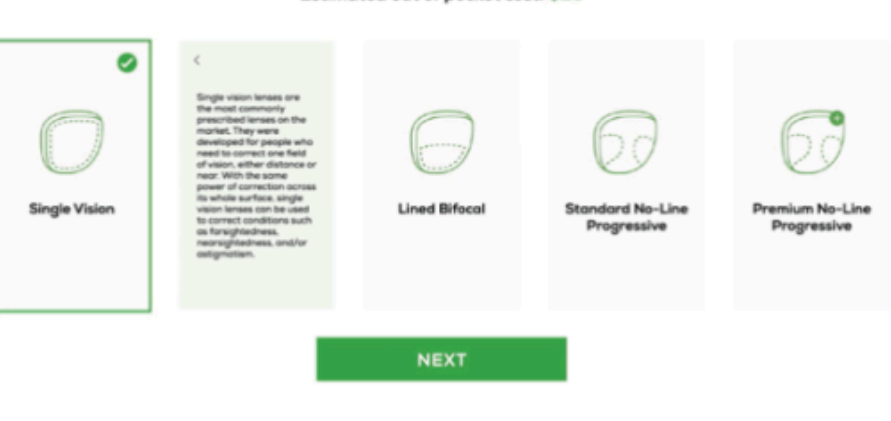 Single Vision
Single vision lenses are
the most commonly
prescribed lenses on the
market. They were
developed for people who
need to correct one field
of vision, either distance or
near. With the same
power of correction across
its whole surface, single
vision lenses can be used
to correct conditions such
as farsightedness,
nearsightedness, and/or
astigmatism.
Lined Bifocal
Standard No-Line
Progressive
Premium No-Line
Progressive
NEXT